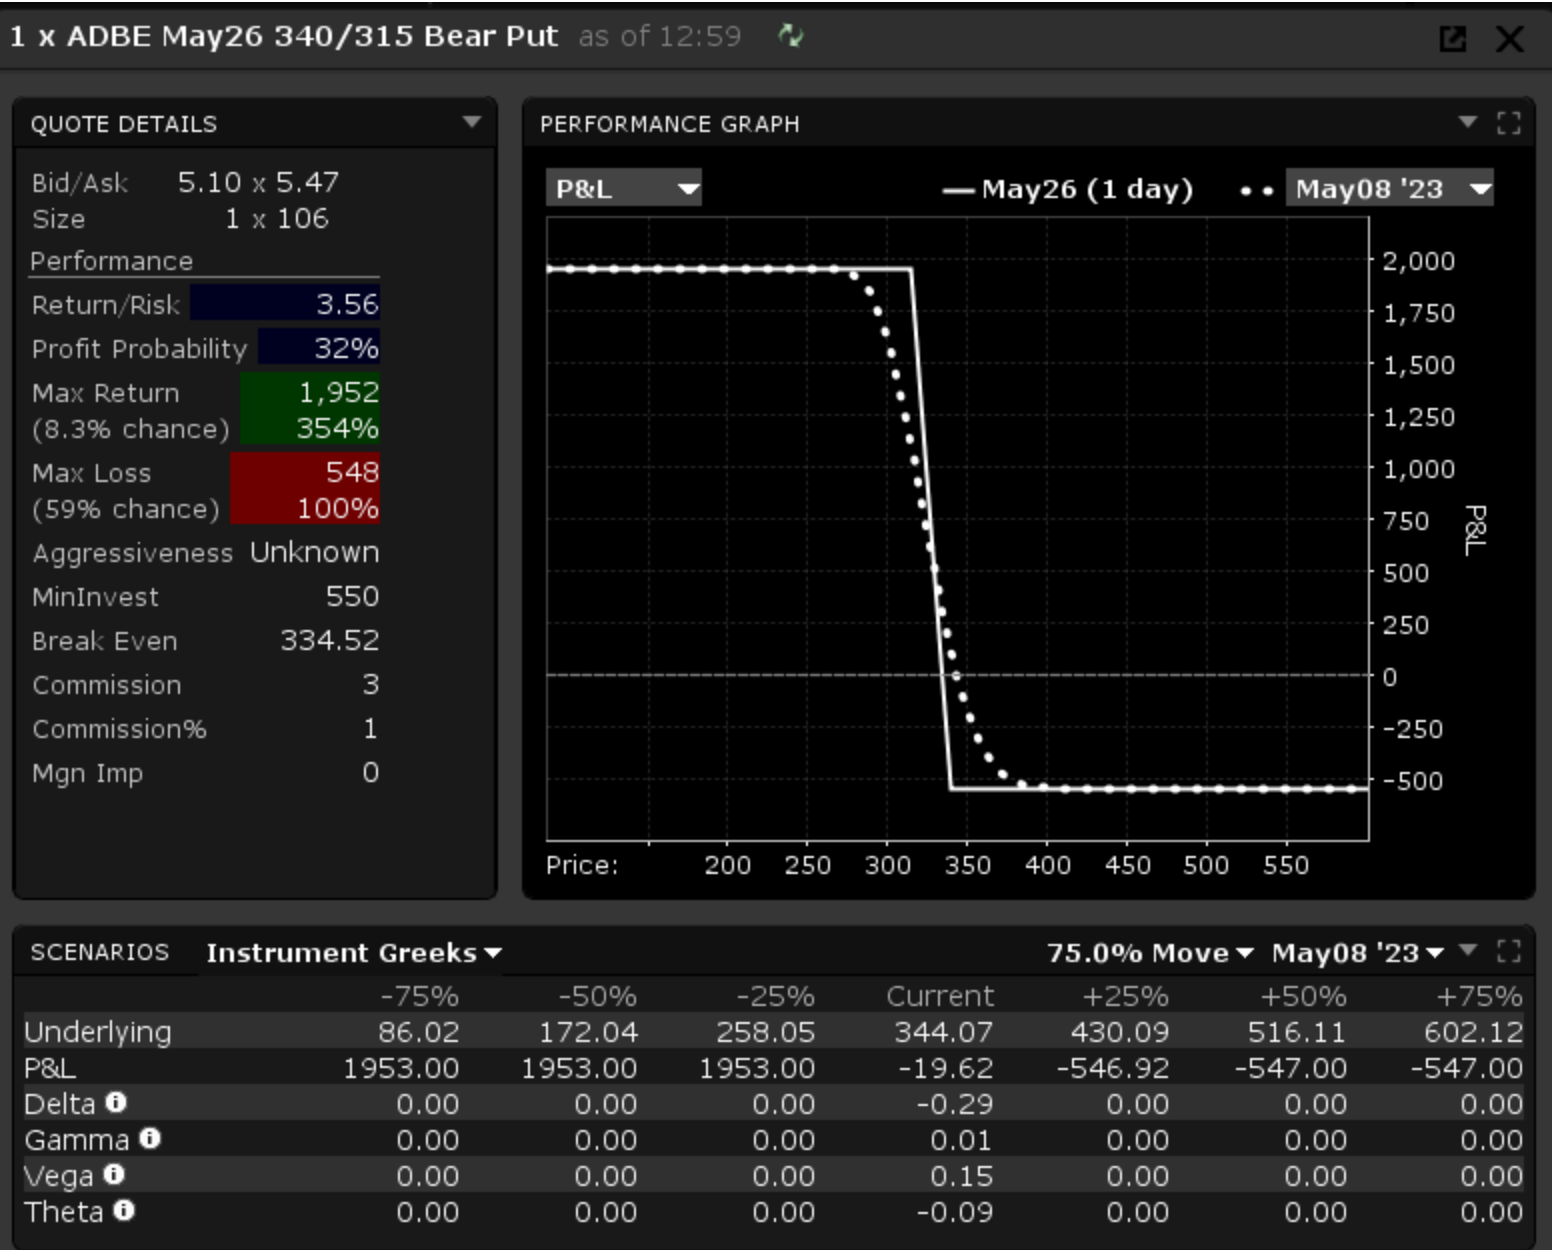 1 x ADBE May26 340/315 Bear Put as of 12:59
QUOTE DETAILS
Bid/Ask 5.10 x 5.47
Size 1 x 106
Performance
Return/Risk 3.56
Profit Probability 32%
Max Return 1,952
(8.3% chance) 354%
Max Loss 548
(59% chance) 100%
Aggressiveness Unknown
MinInvest 550
Break Even 334.52
Commission 3
Commission% 1
Mgn Imp 0
PERFORMANCE GRAPH
P&L May26 (1 day) May08 '23
2,000
1,750
1,500
1,250
1,000
750
500
250
0
-250
-500
P&L
Price: 200 250 300 350 400 450 500 550
SCENARIOS Instrument Greeks 75.0% Move May08 '23
-75% -50% -25% Current +25% +50% +75%
Underlying 86.02 172.04 258.05 344.07 430.09 516.11 602.12
P&L 1953.00 1953.00 1953.00 -19.62 -546.92 -547.00 -547.00
Delta 0.00 0.00 0.00 -0.29 0.00 0.00 0.00
Gamma 0.00 0.00 0.00 0.01 0.00 0.00 0.00
Vega 0.00 0.00 0.00 0.15 0.00 0.00 0.00
Theta 0.00 0.00 0.00 -0.09 0.00 0.00 0.00